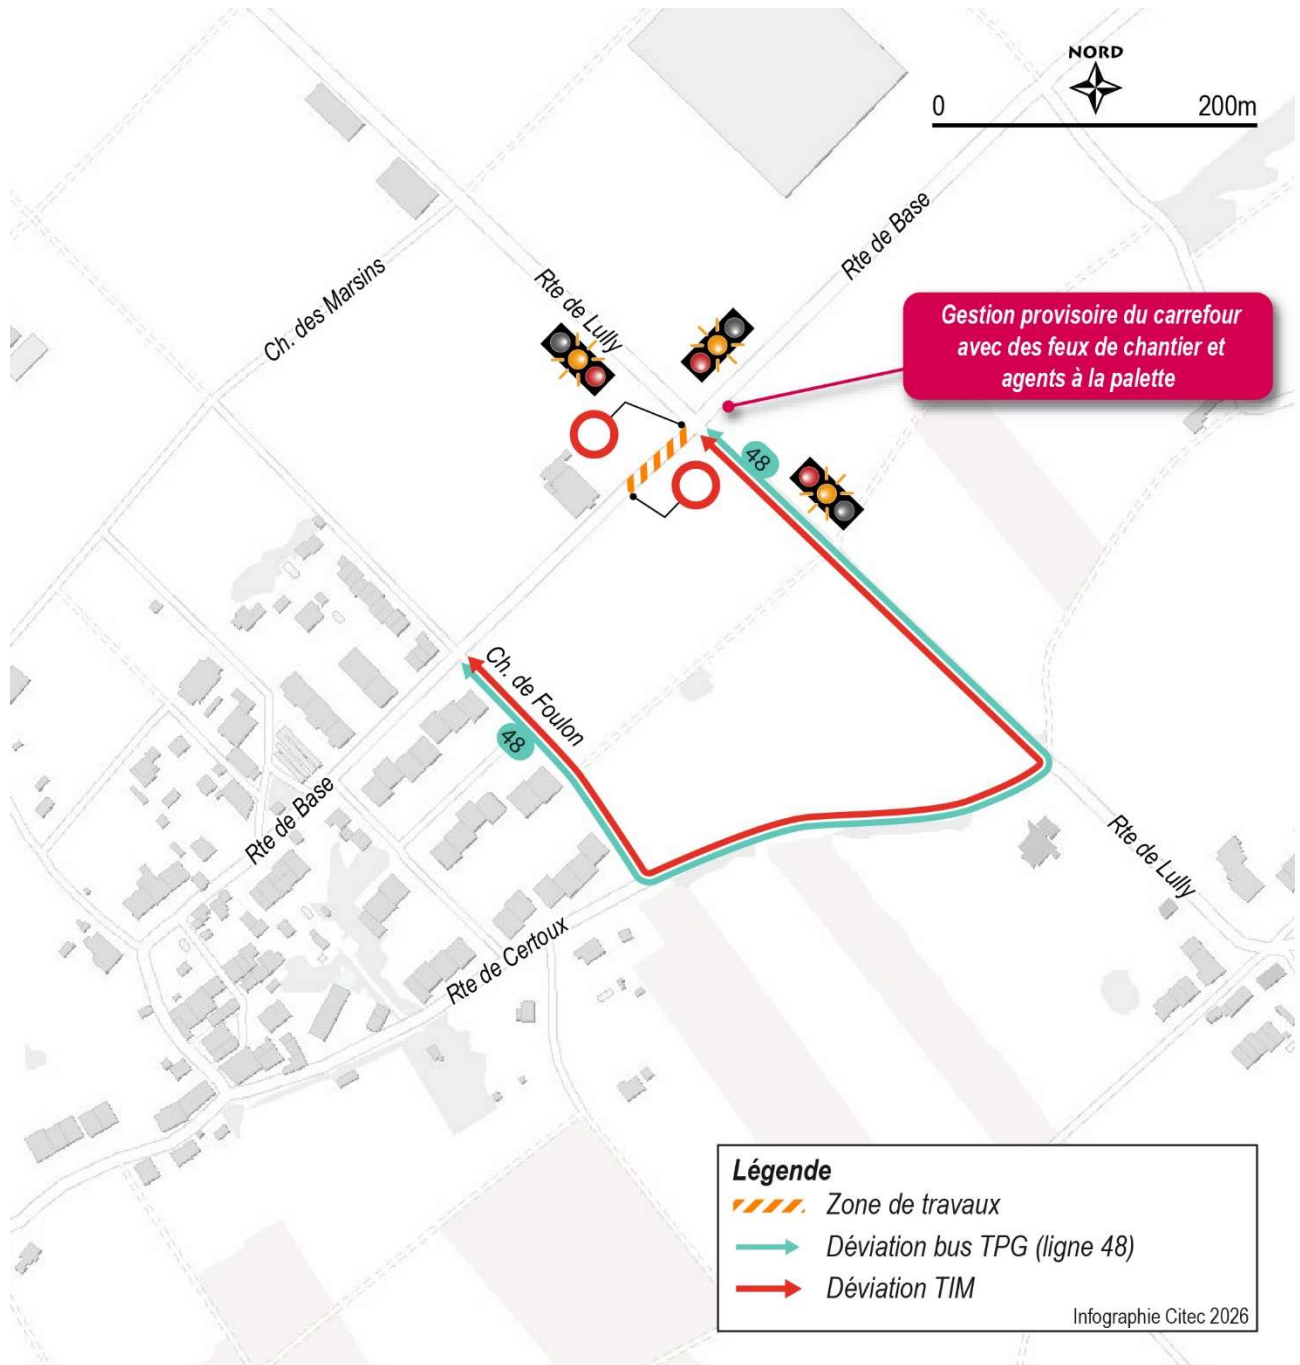 NORD
0 200m
Rte de Base
Ch. des Marsins
Rte de Lully
Gestion provisoire du carrefour
avec des feux de chantier et
agents à la palette
48
Ch. de Foulon
48
Rte de Base
Rte de Lully
Rte de Certoux
Légende
Zone de travaux
Déviation bus TPG (ligne 48)
Déviation TIM
Infographie Citec 2026